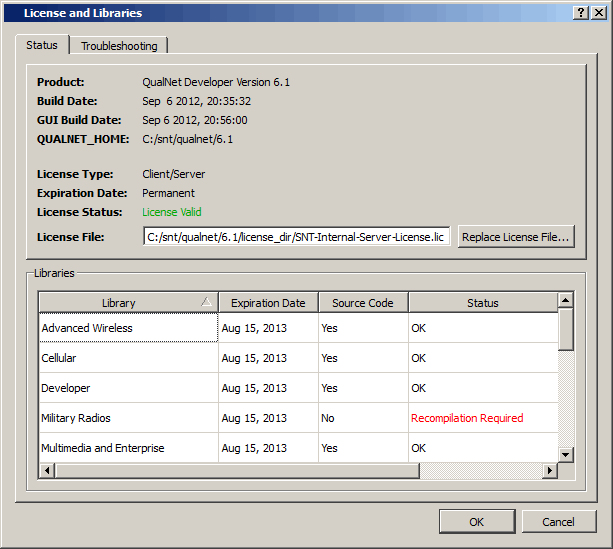 License and Libraries
Status Troubleshooting
Product: QualNet Developer Version 6.1
Build Date: Sep 6 2012, 20:35:32
GUI Build Date: Sep 6 2012, 20:56:00
QUALNET_HOME: C:/snt/qualnet/6.1
License Type: Client/Server
Expiration Date: Permanent
License Status: License Valid
License File: C:/snt/qualnet/6.1/license_dir/SNT-Internal-Server-License.lic Replace License File...
Libraries
Library Expiration Date Source Code Status
Advanced Wireless Aug 15, 2013 Yes OK
Cellular Aug 15, 2013 Yes OK
Developer Aug 15, 2013 Yes OK
Military Radios Aug 15, 2013 No Recompilation Required
Multimedia and Enterprise Aug 15, 2013 Yes OK
OK Cancel